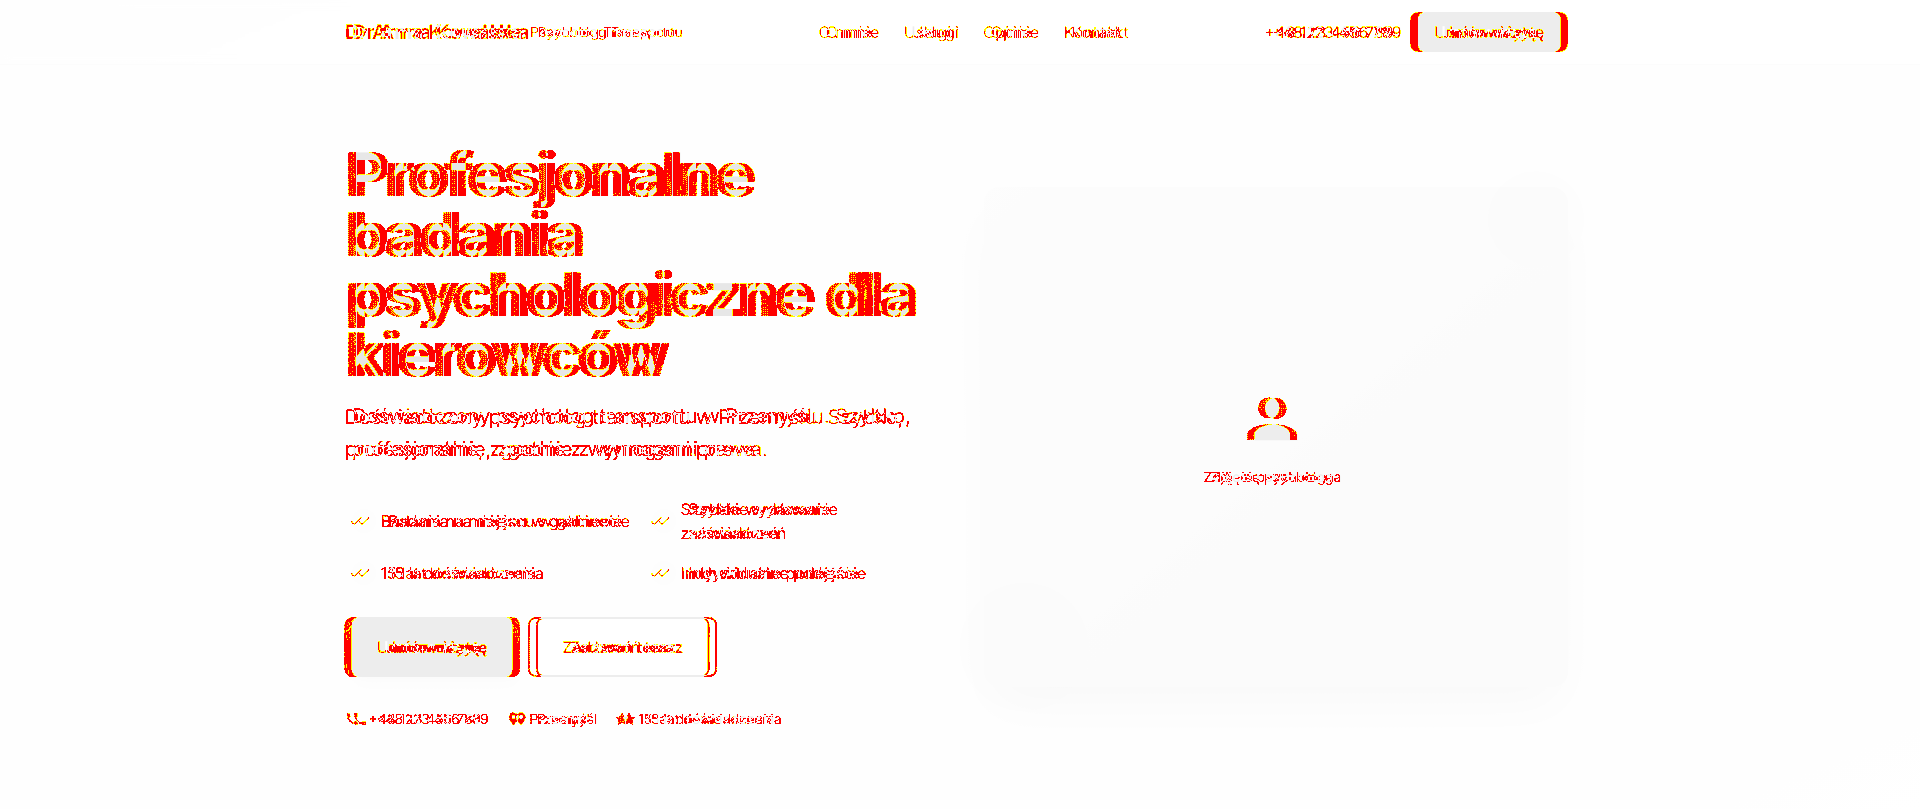 Dr Anna Kowalska Psycholog Transportu
O mnie Usługi Opinie Kontakt
+48 123 456 789
Umów wizytę
Profesjonalne
badania
psychologiczne dla
kierowców
Doświadczony psycholog transportu w Przemyślu. Szybko,
profesjonalnie, zgodnie z wymogami prawa.
Badania na miejscu w gabinecie
Szybkie wydawanie
zaświadczeń
15 lat doświadczenia
Indywidualne podejście
Umów wizytę
Zadzwoń teraz
+48 123 456 789 Przemyśl 15 lat doświadczenia
Zdjęcie psychologa